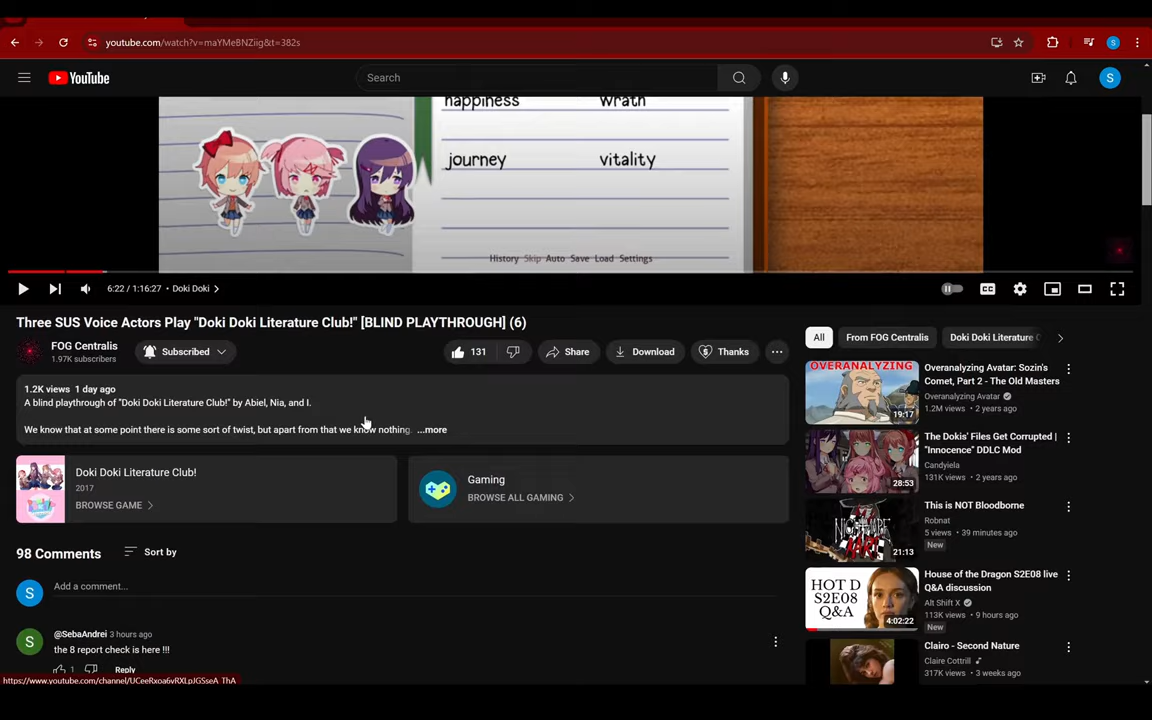 youtube.com/watch?v=maYMeBNZiig&t=382s
S
YouTube
Search
S
happiness wrath
journey vitality
History Skip Auto Save Load Settings
6:22 / 1:16:27 • Doki Doki
CC
Three SUS Voice Actors Play "Doki Doki Literature Club!" [BLIND PLAYTHROUGH] (6)
FOG Centralis
1.97K subscribers
Subscribed
131
Share
Download
Thanks
1.2K views 1 day ago
A blind playthrough of "Doki Doki Literature Club!" by Abiel, Nia, and I.
We know that at some point there is some sort of twist, but apart from that we know nothing. ...more
Doki Doki Literature Club!
2017
BROWSE GAME
Gaming
BROWSE ALL GAMING
98 Comments
Sort by
S
Add a comment...
S
@SebaAndrei 3 hours ago
the 8 report check is here !!!
1
Reply
All
From FOG Centralis
Doki Doki Literature C
OVERANALYZING
19:17
Overanalyzing Avatar: Sozin's
Comet, Part 2 - The Old Masters
Overanalyzing Avatar
1.2M views • 2 years ago
28:53
The Dokis' Files Get Corrupted |
"Innocence" DDLC Mod
Candyiela
131K views • 2 years ago
21:13
This is NOT Bloodborne
Robnat
5 views • 39 minutes ago
New
HOT D
S2E08
Q&A
4:02:22
House of the Dragon S2E08 live
Q&A discussion
Alt Shift X
113K views • 9 hours ago
New
Clairo - Second Nature
Claire Cottrill
317K views • 3 weeks ago